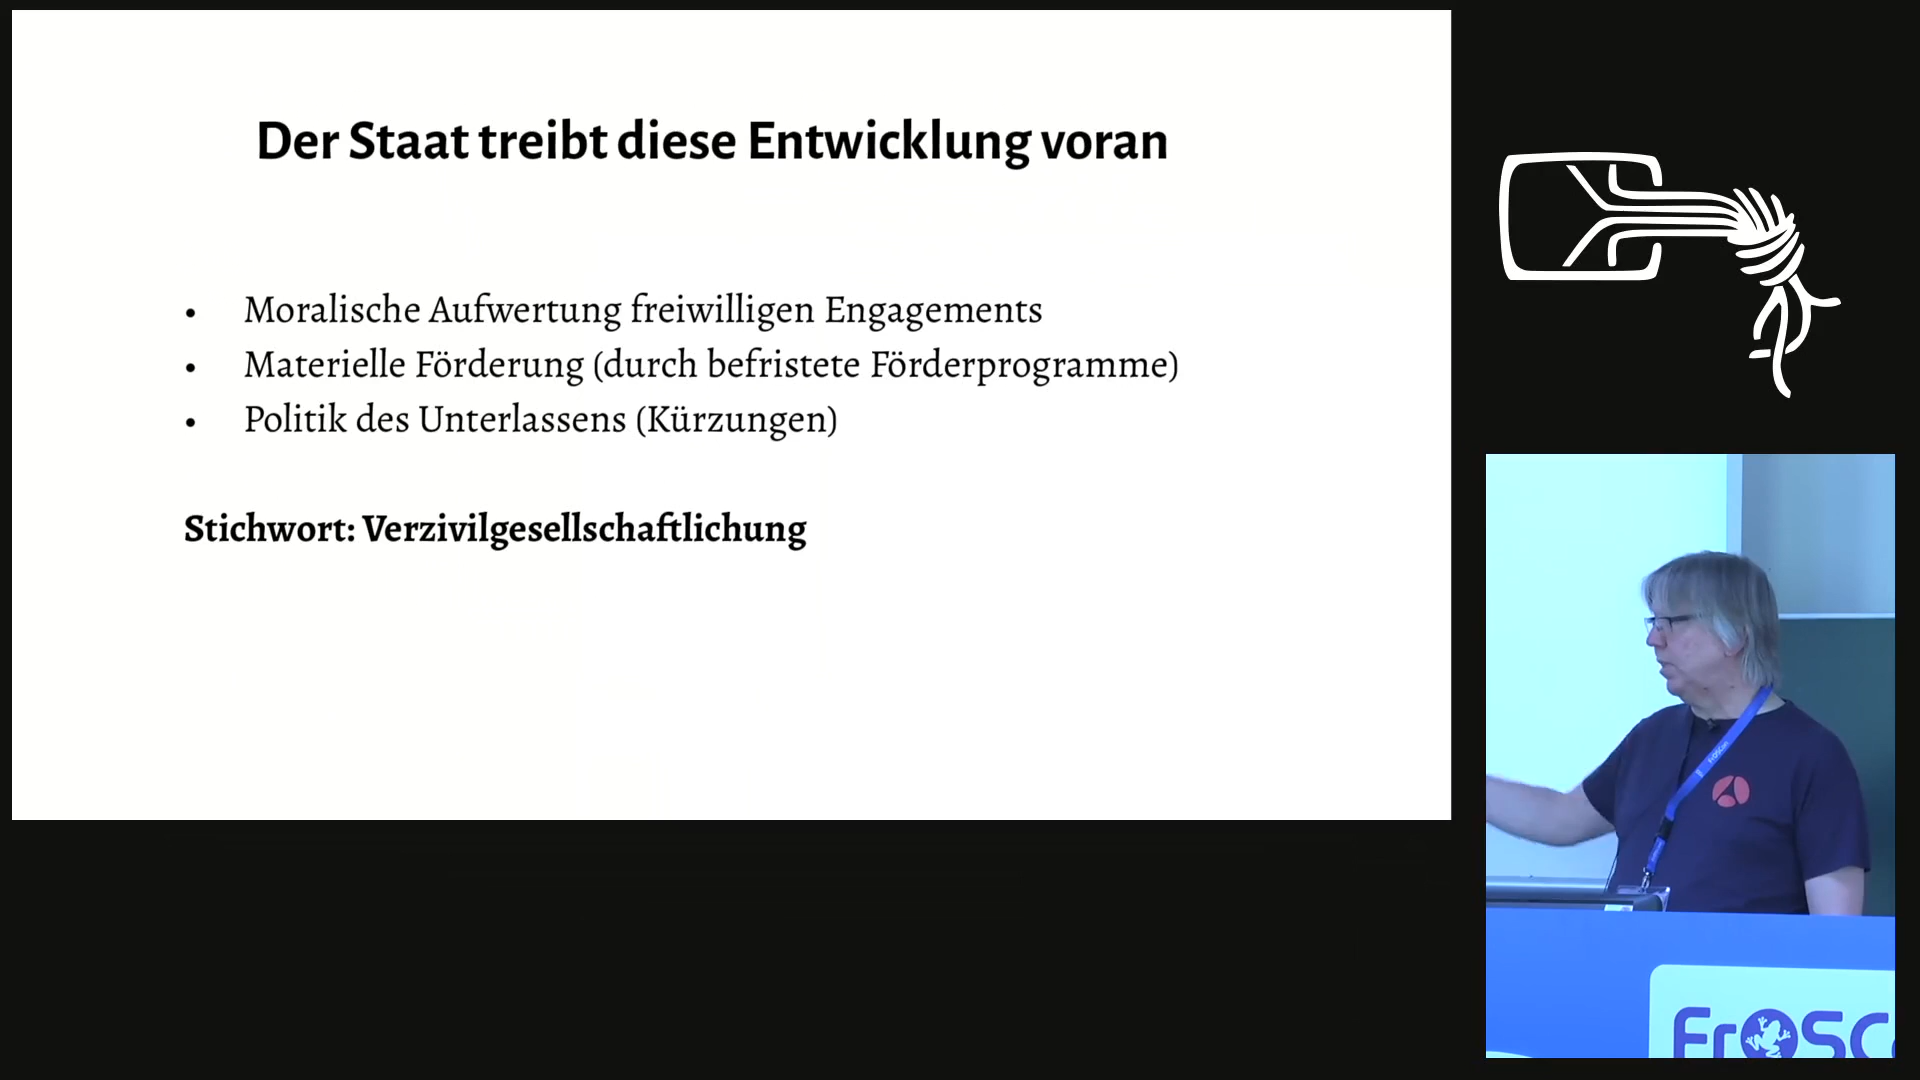 Der Staat treibt diese Entwicklung voran
• Moralische Aufwertung freiwilligen Engagements
• Materielle Förderung (durch befristete Förderprogramme)
• Politik des Unterlassens (Kürzungen)
Stichwort: Verzivilgesellschaftlichung
FrOSC